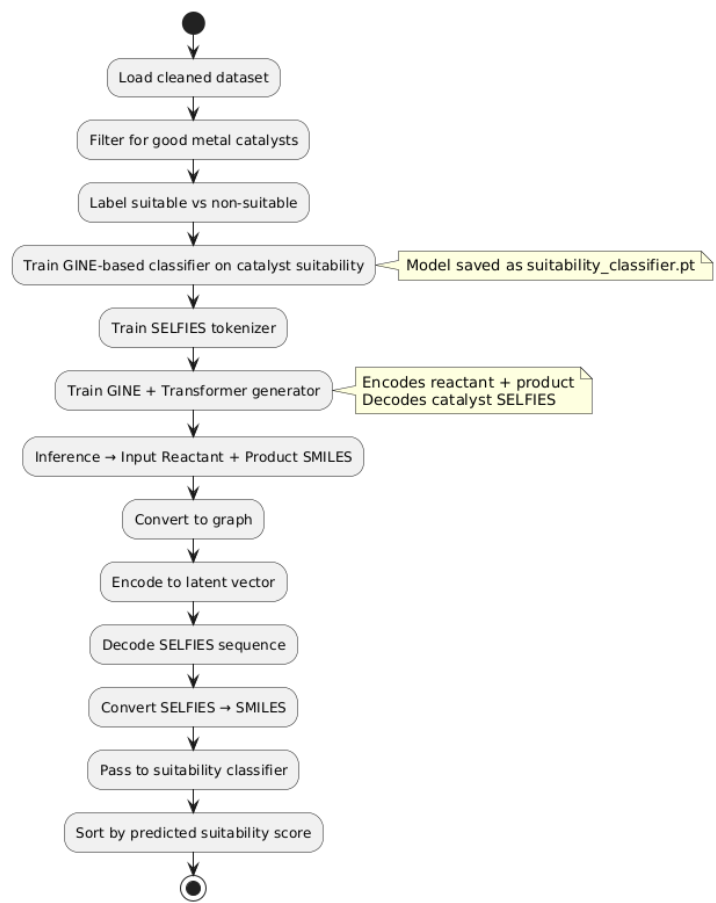 Load cleaned dataset
Filter for good metal catalysts
Label suitable vs non-suitable
Train GINE-based classifier on catalyst suitability
Model saved as suitability_classifier.pt
Train SELFIES tokenizer
Train GINE + Transformer generator
Encodes reactant + product
Decodes catalyst SELFIES
Inference → Input Reactant + Product SMILES
Convert to graph
Encode to latent vector
Decode SELFIES sequence
Convert SELFIES → SMILES
Pass to suitability classifier
Sort by predicted suitability score